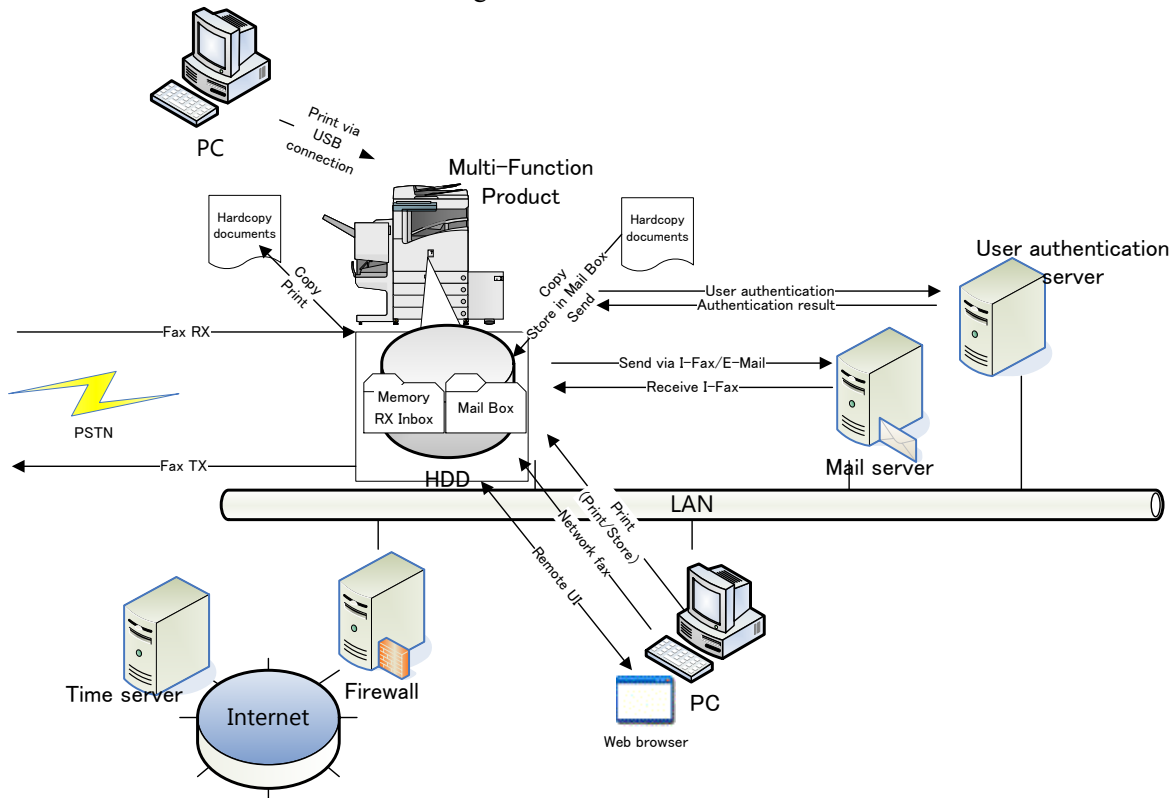 PC
Print via
USB
connection
Multi-Function
Product
Hardcopy
documents
Hardcopy
documents
User authentication
server
Copy
Print
Copy
Store in Mail Box
Send
User authentication
Authentication result
Fax RX
Send via I-Fax/E-Mail
Receive I-Fax
Memory
RX Inbox
Mail Box
PSTN
Fax TX
HDD
Mail server
LAN
Print
(Print/Store)
Network fax
Remote UI
Time server
Firewall
Internet
PC
Web browser